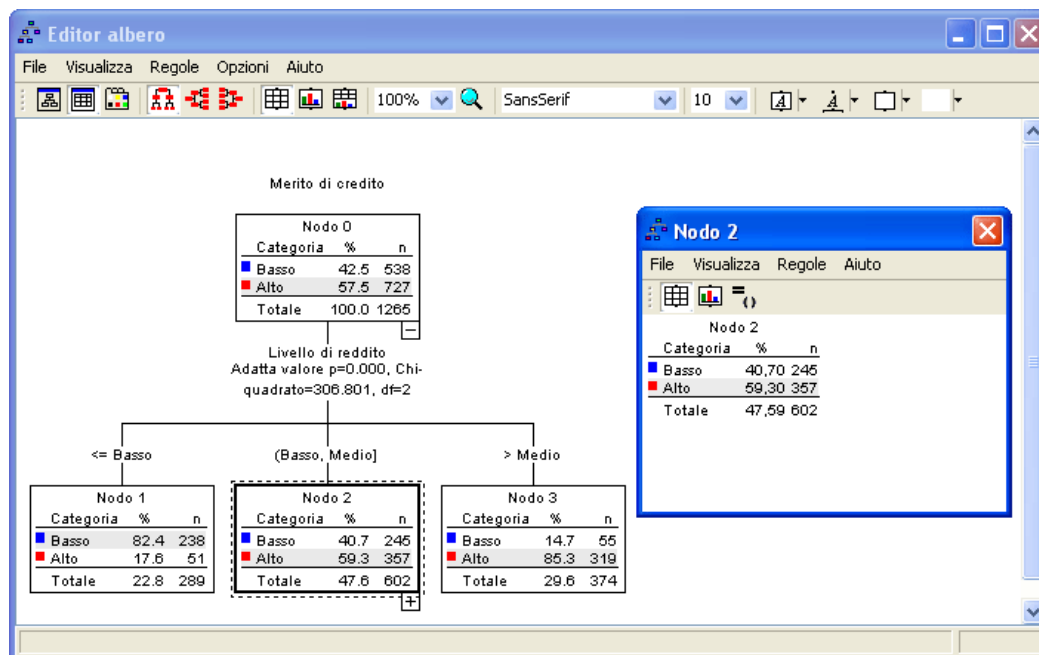 Editor albero
File Visualizza Regole Opzioni Aiuto
100% SansSerif 10 A A
Merito di credito
Nodo 0
Categoria % n
Basso 42.5 538
Alto 57.5 727
Totale 100.0 1265
Livello di reddito
Adatta valore p=0.000, Chi-
quadrato=306.801, df=2
<= Basso
(Basso, Medio]
> Medio
Nodo 1
Categoria % n
Basso 82.4 238
Alto 17.6 51
Totale 22.8 289
Nodo 2
Categoria % n
Basso 40.7 245
Alto 59.3 357
Totale 47.6 602
Nodo 3
Categoria % n
Basso 14.7 55
Alto 85.3 319
Totale 29.6 374
Nodo 2
File Visualizza Regole Aiuto
Nodo 2
Categoria % n
Basso 40,70 245
Alto 59,30 357
Totale 47,59 602